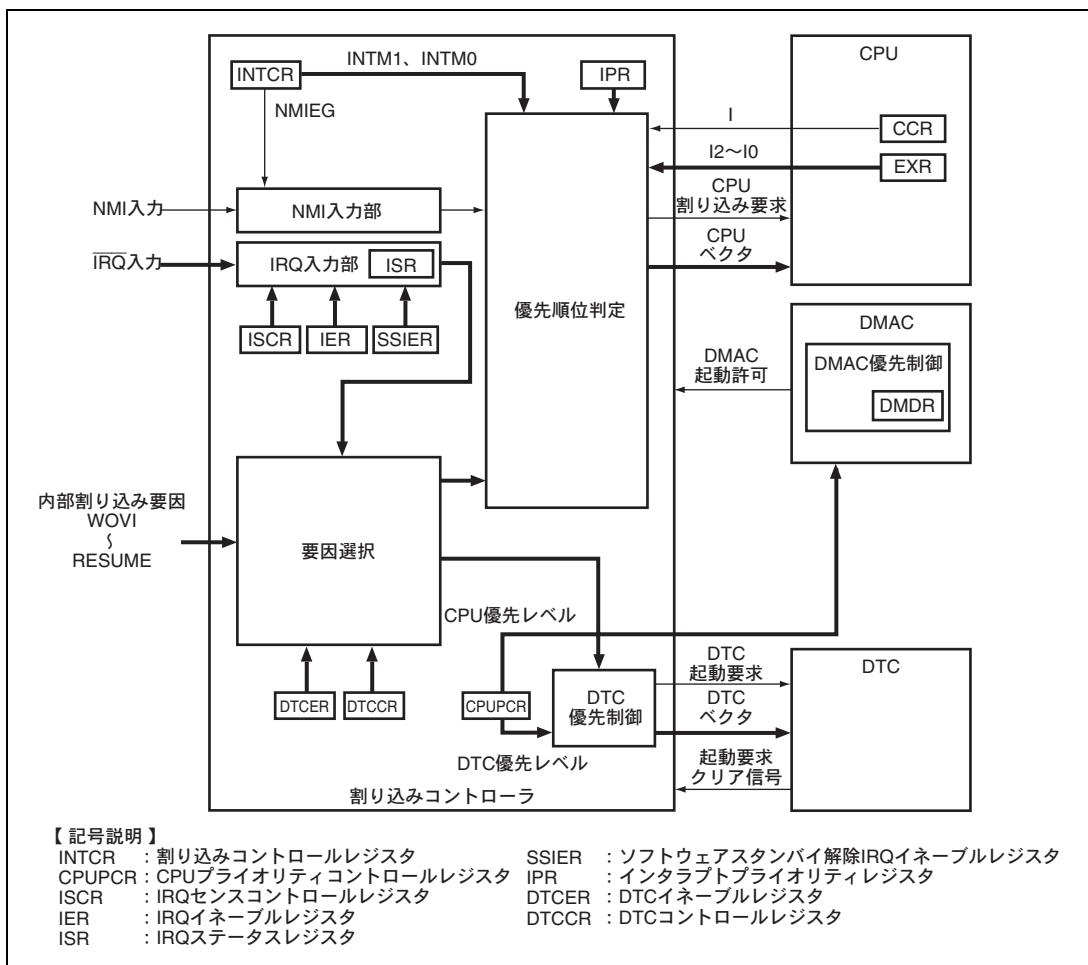 INTM1、INTM0
CPU
INTCR
IPR
NMIEG
I
CCR
I2～I0
EXR
CPU
割り込み要求
NMI入力
NMI入力部
CPU
ベクタ
IRQ入力
IRQ入力部
ISR
優先順位判定
ISCR
IER
SSIER
DMAC
DMAC
起動許可
DMAC優先制御
DMDR
内部割り込み要因
WOVI
～
RESUME
要因選択
CPU優先レベル
DTCER
DTCCR
CPUPCR
DTC
優先制御
DTC
起動要求
DTC
ベクタ
DTC
DTC優先レベル
起動要求
クリア信号
割り込みコントローラ
【 記号説明 】
INTCR ：割り込みコントロールレジスタ
CPUPCR ：CPUプライオリティコントロールレジスタ
ISCR ：IRQセンスコントロールレジスタ
IER ：IRQイネーブルレジスタ
ISR ：IRQステータスレジスタ
SSIER ：ソフトウェアスタンバイ解除IRQイネーブルレジスタ
IPR ：インタラプトプライオリティレジスタ
DTCER ：DTCイネーブルレジスタ
DTCCR ：DTCコントロールレジスタ